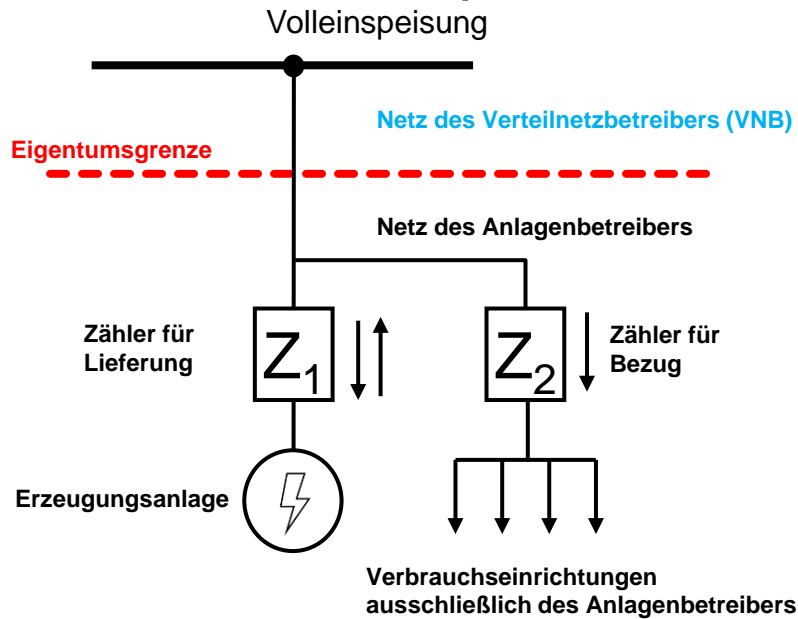 Volleinspeisung
Netz des Verteilnetzbetreibers (VNB)
Eigentumsgrenze
Netz des Anlagenbetreibers
Zähler für
Lieferung
Z1
Z2
Zähler für
Bezug
Erzeugungsanlage
Verbrauchseinrichtungen
ausschließlich des Anlagenbetreibers